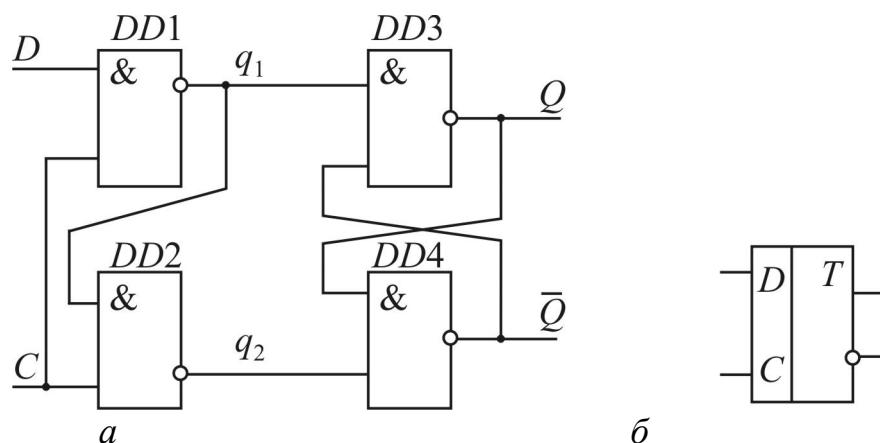 DD1
DD3
D
&
q₁
&
Q
DD2
DD4
&
&
Q̅
C
q₂
а
D
T
C
б